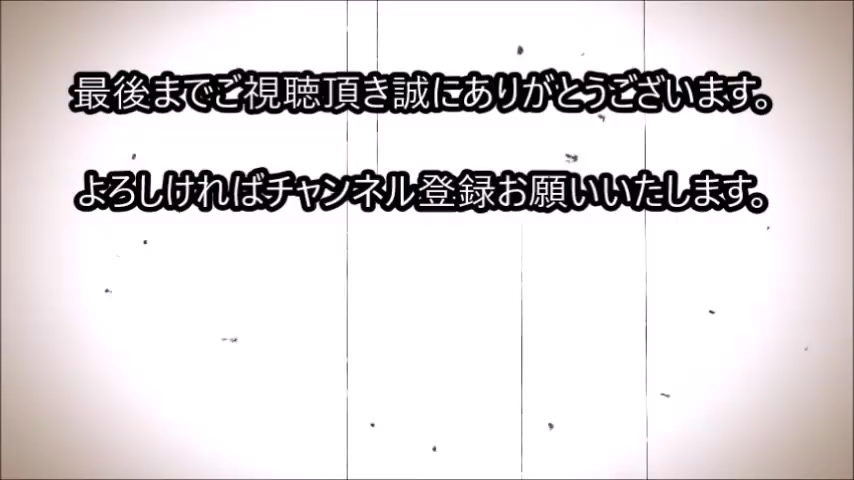 最後までご視聴頂き誠にありがとうございます。
よろしければチャンネル登録お願いいたします。